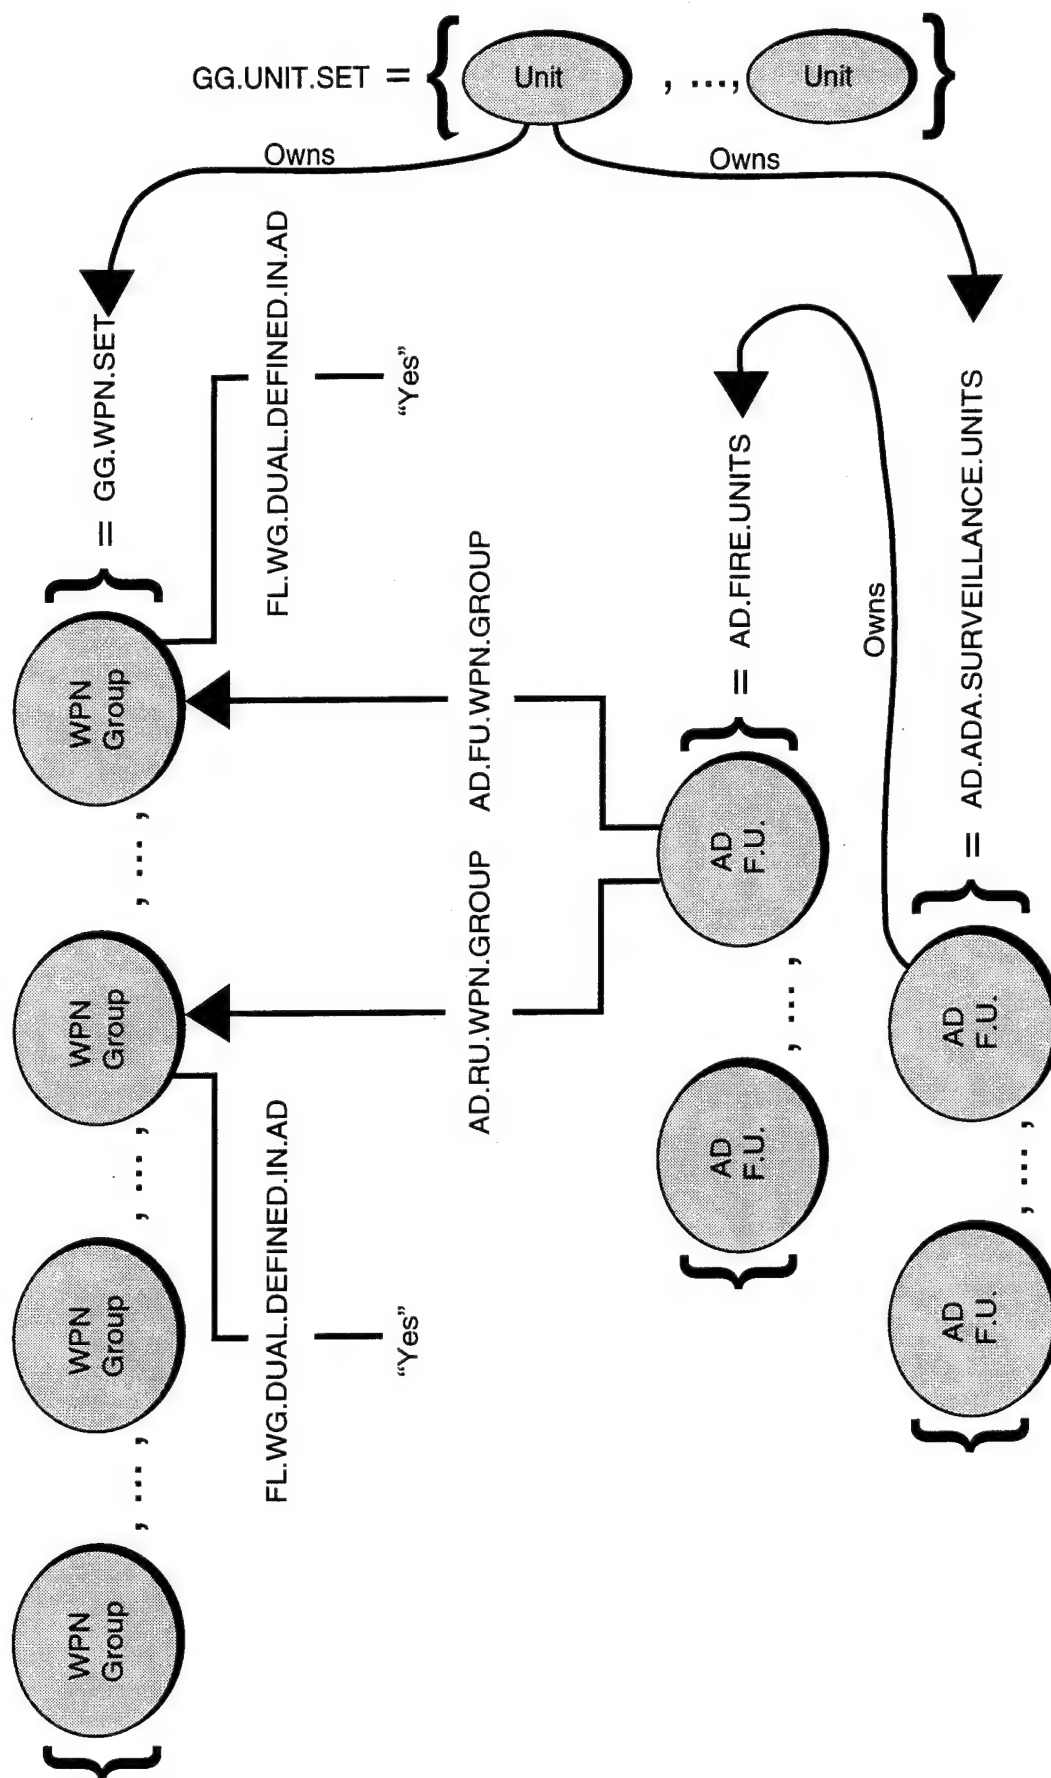 GG.UNIT.SET = { Unit , ..., Unit }
Owns
Owns
= GG.WPN.SET
{ WPN Group , ..., WPN Group , ..., WPN Group , ..., WPN Group }
FL.WG.DUAL.DEFINED.IN.AD
"Yes"
FL.WG.DUAL.DEFINED.IN.AD
"Yes"
AD.RU.WPN.GROUP
AD.FU.WPN.GROUP
{ AD F.U. , ..., AD F.U. } = AD.FIRE.UNITS
Owns
{ AD F.U. , ..., AD F.U. } = AD.ADA.SURVEILLANCE.UNITS